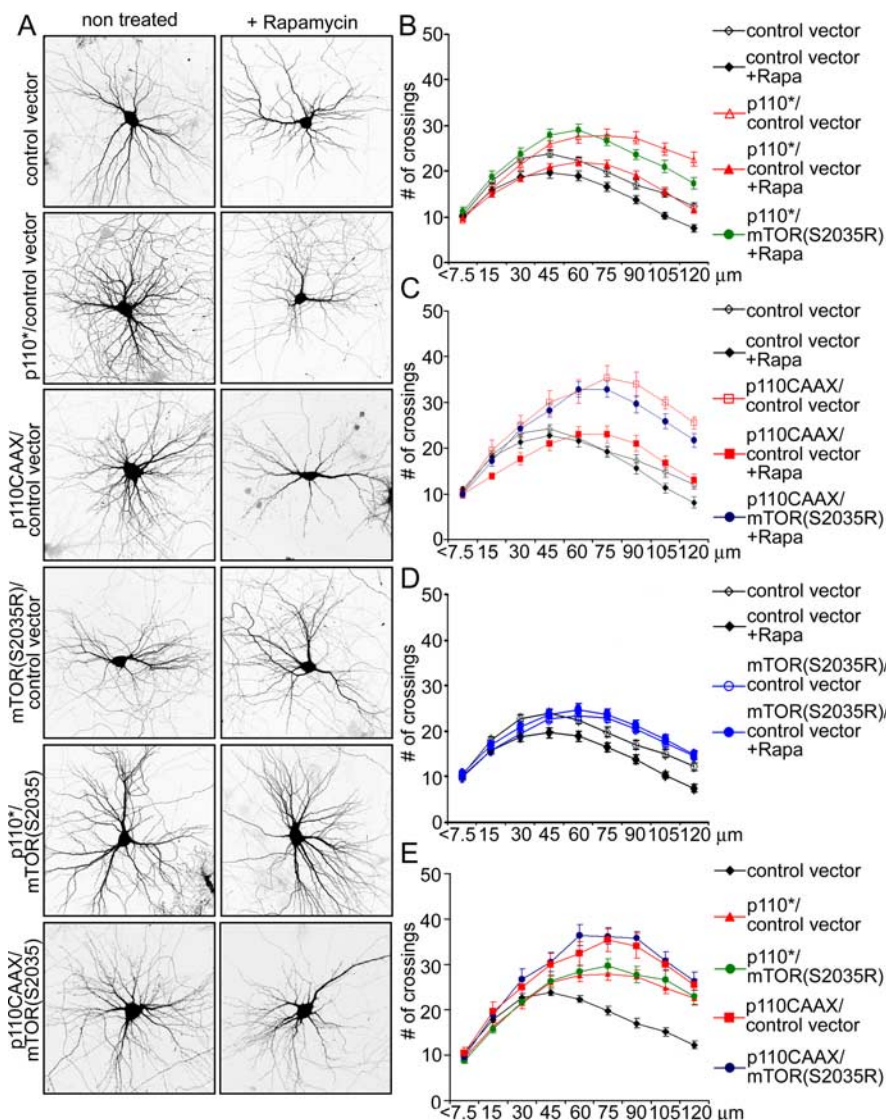 A
non treated
+ Rapamycin
control vector
p110*/control vector
p110CAAX/
control vector
mTOR(S2035R)/
control vector
p110*/
mTOR(S2035)
p110CAAX/
mTOR(S2035)
B
# of crossings
50
40
30
20
10
0
<7.5 15 30 45 60 75 90 105 120 µm
control vector
control vector
+Rapa
p110*/
control vector
p110*/
control vector
+Rapa
p110*/
mTOR(S2035R)
+Rapa
C
# of crossings
50
40
30
20
10
0
<7.5 15 30 45 60 75 90 105 120 µm
control vector
control vector
+Rapa
p110CAAX/
control vector
p110CAAX/
control vector
+Rapa
p110CAAX/
mTOR(S2035R)
+Rapa
D
# of crossings
50
40
30
20
10
0
<7.5 15 30 45 60 75 90 105 120 µm
control vector
control vector
+Rapa
mTOR(S2035R)/
control vector
mTOR(S2035R)/
control vector
+Rapa
E
# of crossings
50
40
30
20
10
0
<7.5 15 30 45 60 75 90 105 120 µm
control vector
p110*/
control vector
p110*/
mTOR(S2035R)
p110CAAX/
control vector
p110CAAX/
mTOR(S2035R)